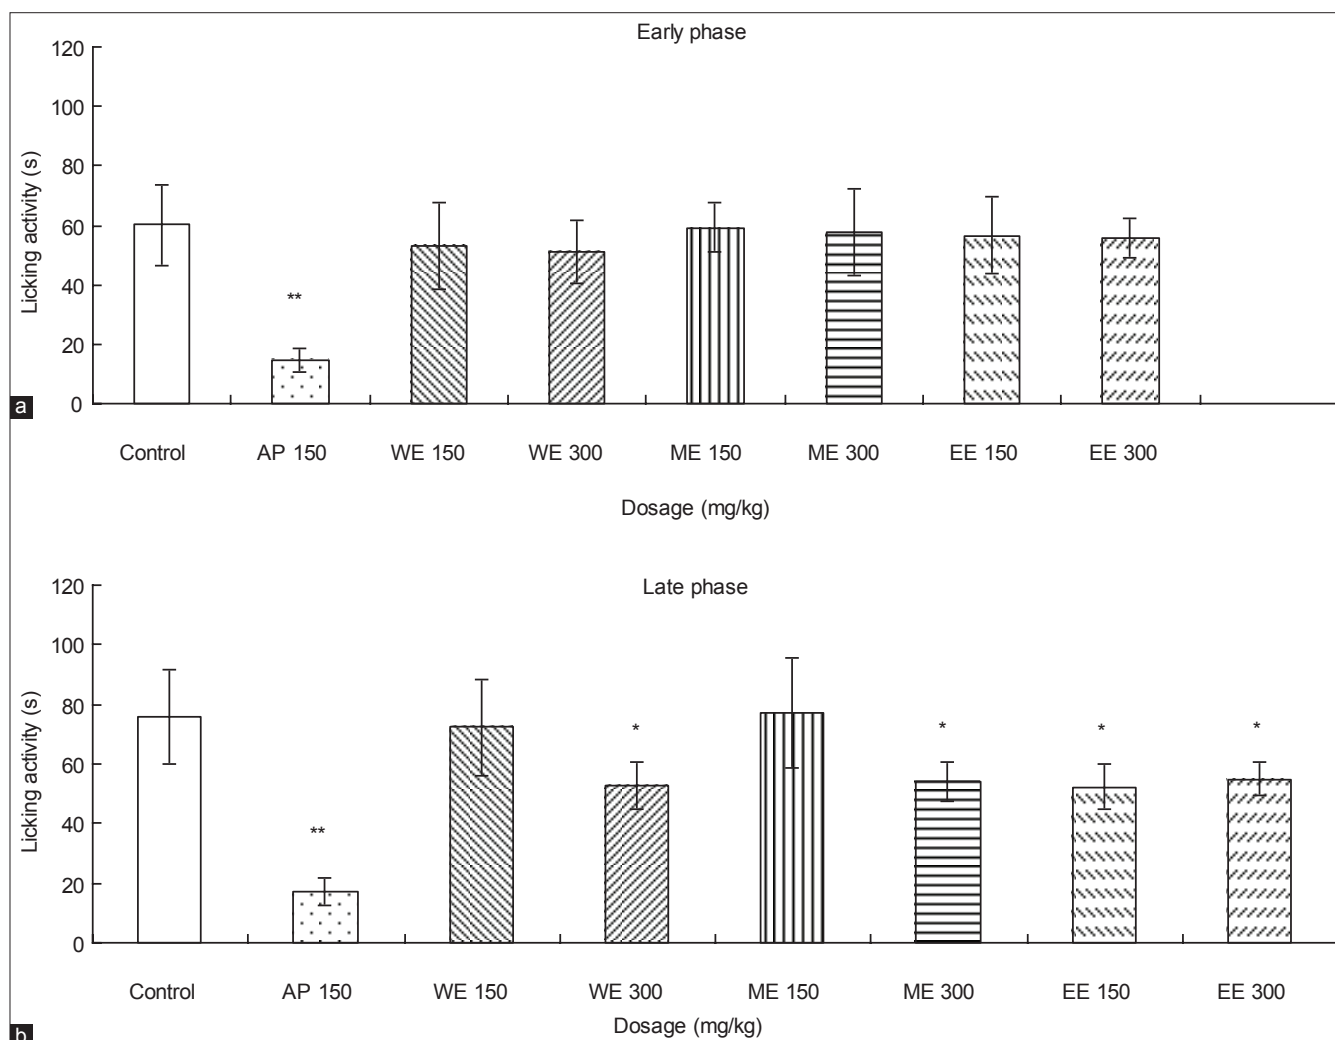 Early phase
120
100
80
60
40
20
0
Licking activity (s)
**
a
Control AP 150 WE 150 WE 300 ME 150 ME 300 EE 150 EE 300
Dosage (mg/kg)
Late phase
120
100
80
60
40
20
0
Licking activity (s)
** * * * *
Control AP 150 WE 150 WE 300 ME 150 ME 300 EE 150 EE 300
Dosage (mg/kg)
b